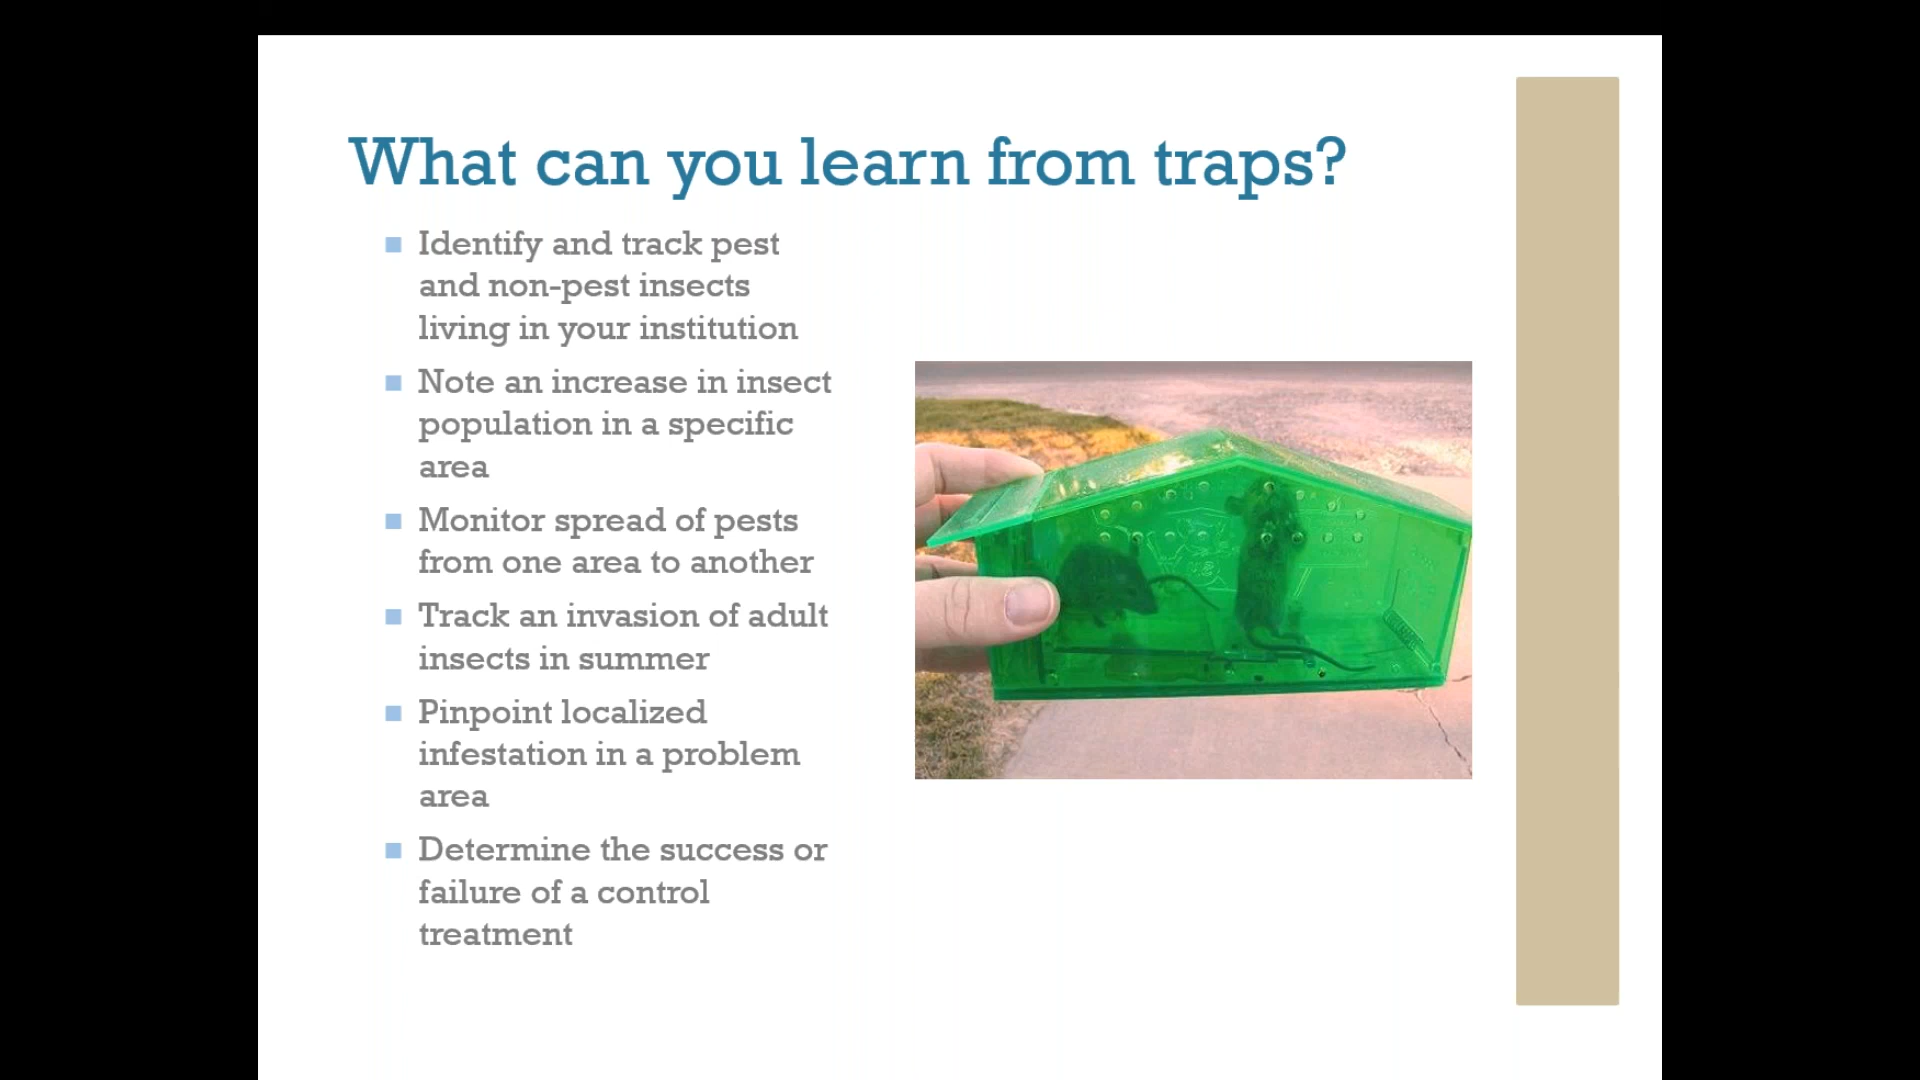 What can you learn from traps?
Identify and track pest
and non-pest insects
living in your institution
Note an increase in insect
population in a specific
area
Monitor spread of pests
from one area to another
Track an invasion of adult
insects in summer
Pinpoint localized
infestation in a problem
area
Determine the success or
failure of a control
treatment